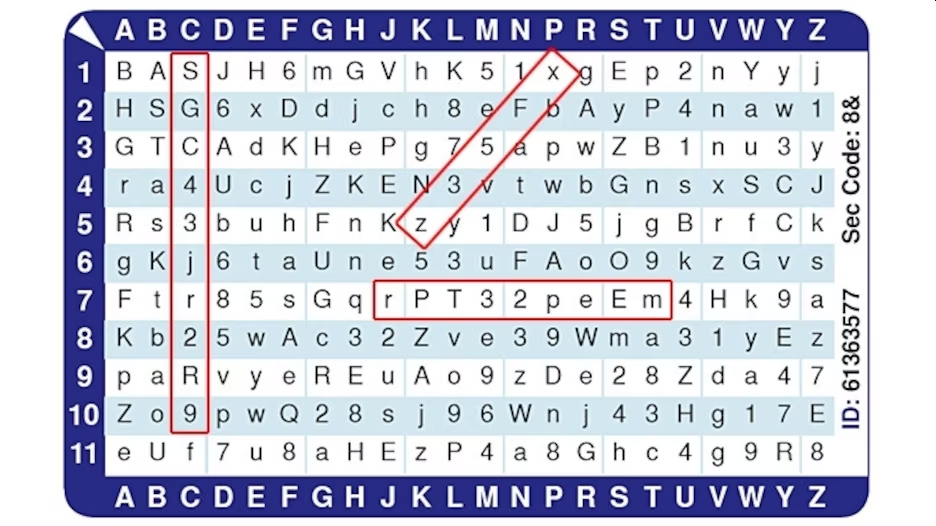 A B C D E F G H J K L M N P R S T U V W Y Z
1 B A S J H 6 m G V h K 5 1 x g E p 2 n Y y j
2 H S G 6 x D d j c h 8 e F b A y P 4 n a w 1
3 G T C A d K H e P g 7 5 a p w Z B 1 n u 3 y
4 r a 4 U c j Z K E N 3 v t w b G n s x S C J
5 R s 3 b u h F n K z y 1 D J 5 j g B r f C k
6 g K j 6 t a U n e 5 3 u F A o O 9 k z G v s
7 F t r 8 5 s G q r P T 3 2 p e E m 4 H k 9 a
8 K b 2 5 w A c 3 2 Z v e 3 9 W m a 3 1 y E z
9 p a R v y e R E u A o 9 z D e 2 8 Z d a 4 7
10 Z o 9 p w Q 2 8 s j 9 6 W n j 4 3 H g 1 7 E
11 e U f 7 u 8 a H E z P 4 a 8 G h c 4 g 9 R 8
A B C D E F G H J K L M N P R S T U V W Y Z
Sec Code: 8&
ID: 61363577